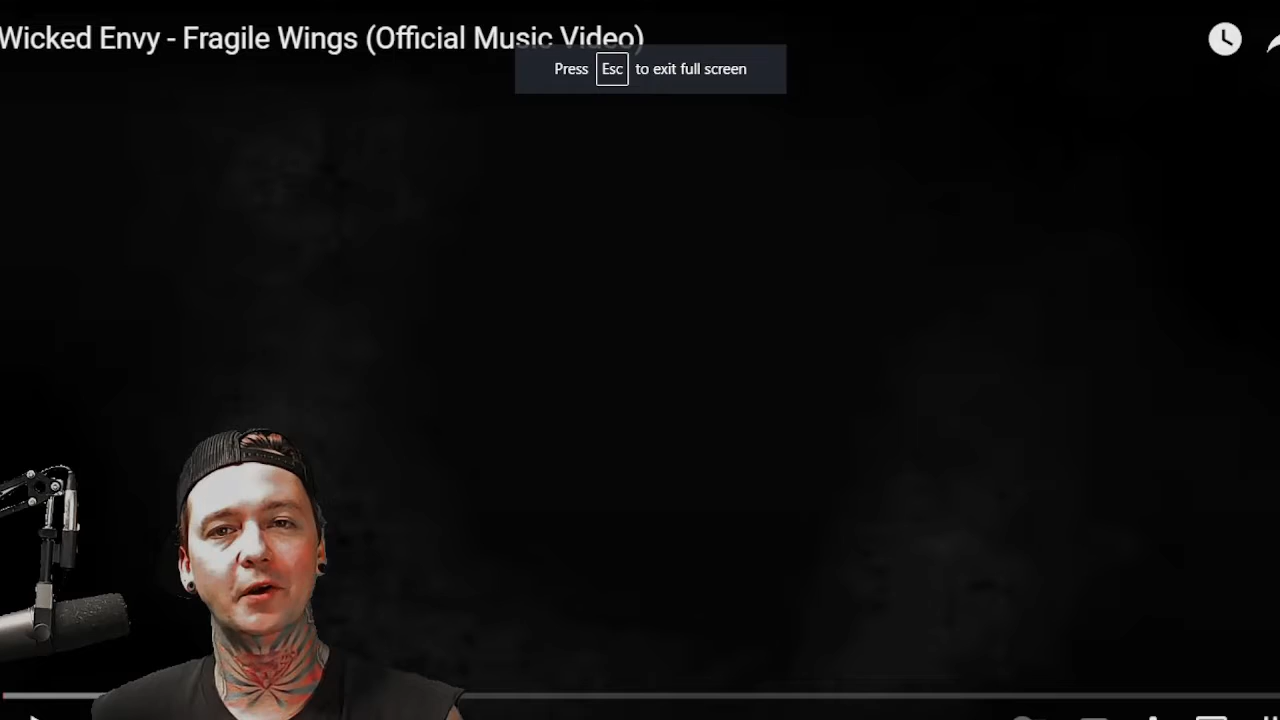 Wicked Envy - Fragile Wings (Official Music Video)
Press Esc to exit full screen